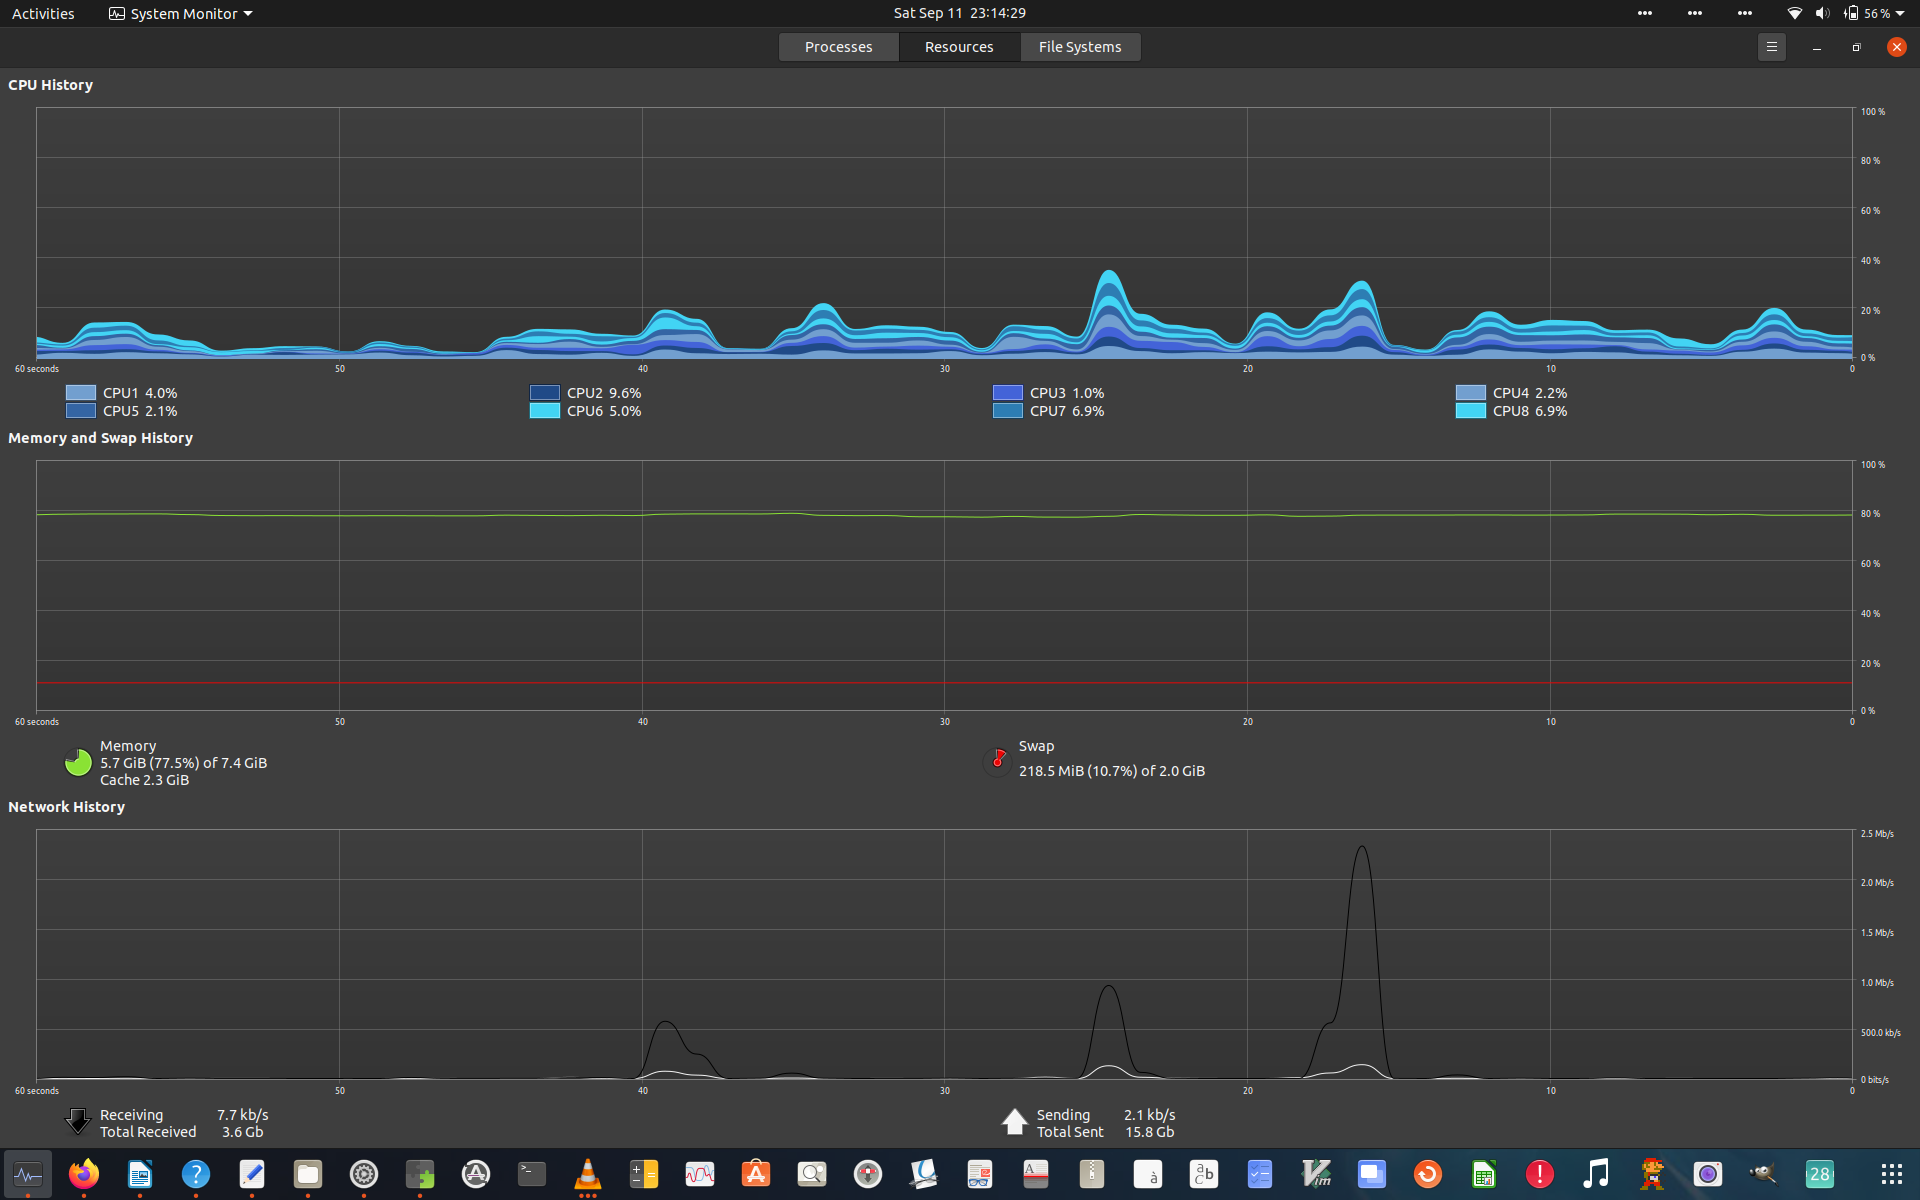 Activities System Monitor Sat Sep 11 23:14:29 56 %
Processes Resources File Systems
CPU History
100 %
80 %
60 %
40 %
20 %
0 %
60 seconds 50 40 30 20 10 0
CPU1 4.0% CPU2 9.6% CPU3 1.0% CPU4 2.2%
CPU5 2.1% CPU6 5.0% CPU7 6.9% CPU8 6.9%
Memory and Swap History
100 %
80 %
60 %
40 %
20 %
0 %
60 seconds 50 40 30 20 10 0
Memory
5.7 GiB (77.5%) of 7.4 GiB
Cache 2.3 GiB
Swap
218.5 MiB (10.7%) of 2.0 GiB
Network History
2.5 Mb/s
2.0 Mb/s
1.5 Mb/s
1.0 Mb/s
500.0 kb/s
0 bits/s
60 seconds 50 40 30 20 10 0
Receiving 7.7 kb/s
Total Received 3.6 Gb
Sending 2.1 kb/s
Total Sent 15.8 Gb
? >_ A à a b c Vim ! 28